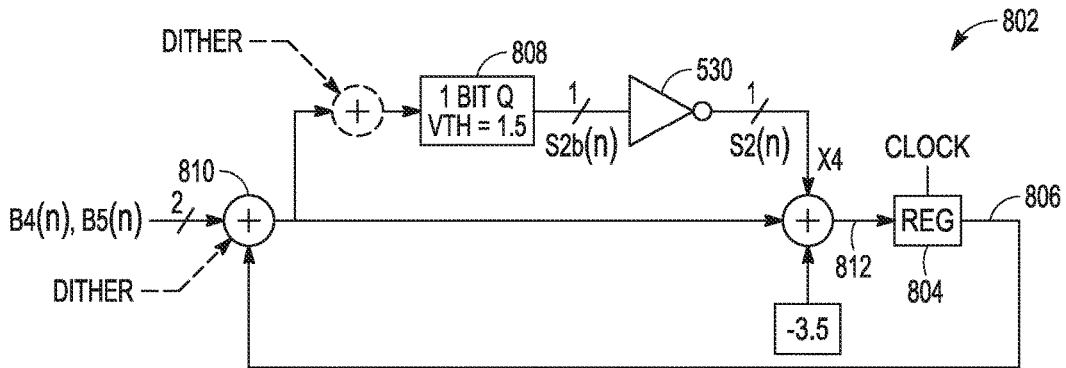 802
DITHER
808
1 BIT Q
VTH = 1.5
1
S2b(n)
530
1
S2(n)
X4
CLOCK
810
B4(n), B5(n)
2
DITHER
812
REG
804
806
-3.5